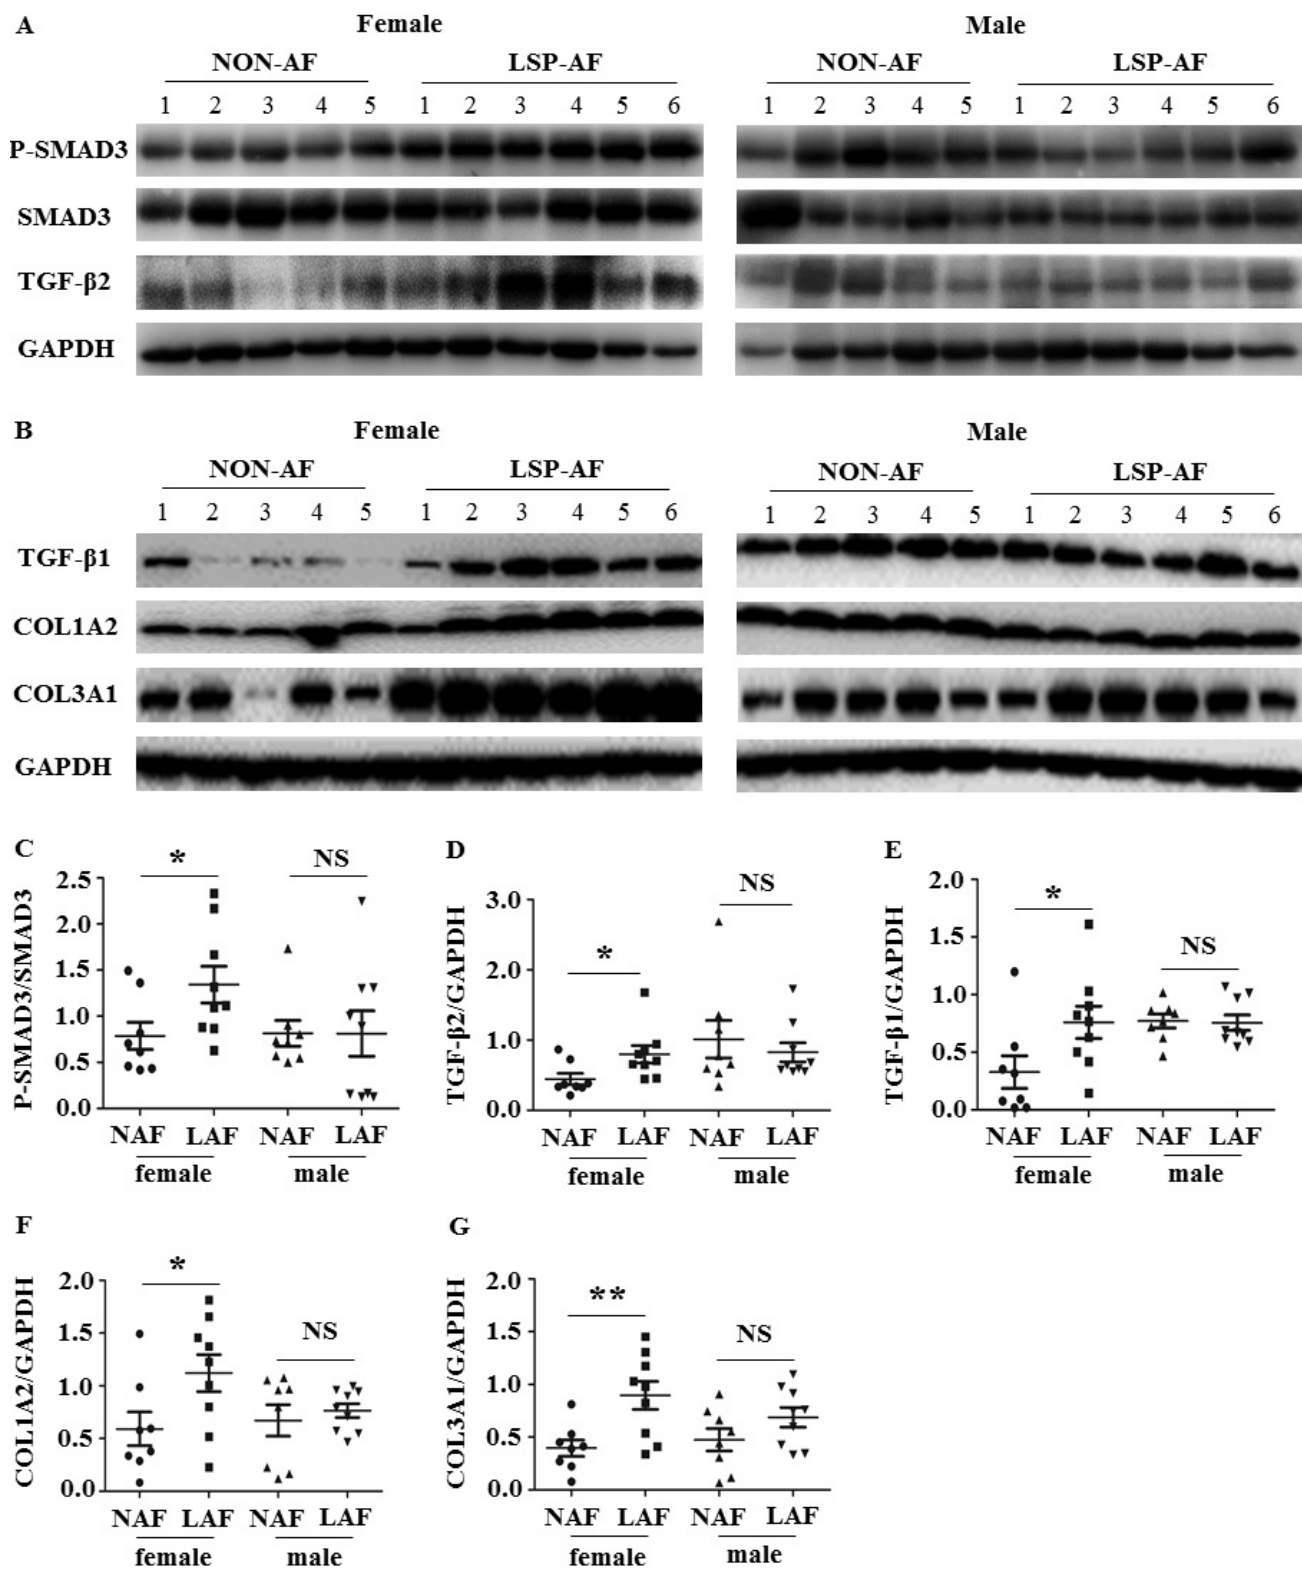 A Female Male
NON-AF LSP-AF NON-AF LSP-AF
1 2 3 4 5 1 2 3 4 5 6 1 2 3 4 5 1 2 3 4 5 6
P-SMAD3
SMAD3
TGF-β2
GAPDH
B Female Male
NON-AF LSP-AF NON-AF LSP-AF
1 2 3 4 5 1 2 3 4 5 6 1 2 3 4 5 1 2 3 4 5 6
TGF-β1
COL1A2
COL3A1
GAPDH
C
P-SMAD3/SMAD3
2.5
2.0
1.5
1.0
0.5
0.0
* NS
NAF LAF NAF LAF
female male
D
TGF-β2/GAPDH
3.0
2.0
1.0
0.0
* NS
NAF LAF NAF LAF
female male
E
TGF-β1/GAPDH
2.0
1.5
1.0
0.5
0.0
* NS
NAF LAF NAF LAF
female male
F
COL1A2/GAPDH
2.0
1.5
1.0
0.5
0.0
* NS
NAF LAF NAF LAF
female male
G
COL3A1/GAPDH
2.0
1.5
1.0
0.5
0.0
** NS
NAF LAF NAF LAF
female male